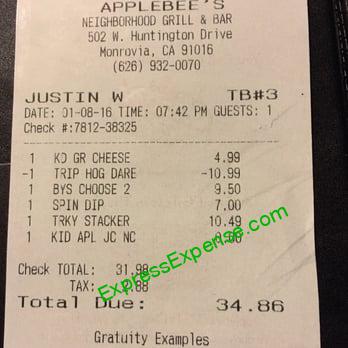 APPLEBEE'S
NEIGHBORHOOD GRILL & BAR
502 W. Huntington Drive
Monrovia, CA 91016
(626) 932-0070
JUSTIN W TB#3
DATE: 01-08-16 TIME: 07:42 PM GUESTS: 1
Check #:7812-38325
1 KD GR CHEESE 4.99
-1 TRIP HOG DARE -10.99
1 BYS CHOOSE 2 9.50
1 SPIN DIP 7.00
1 TRKY STACKER 10.49
1 KID APL JC NC
ExpressExpense.com
Check TOTAL: 31.98
TAX: 2.88
Total Due: 34.86
Gratuity Examples